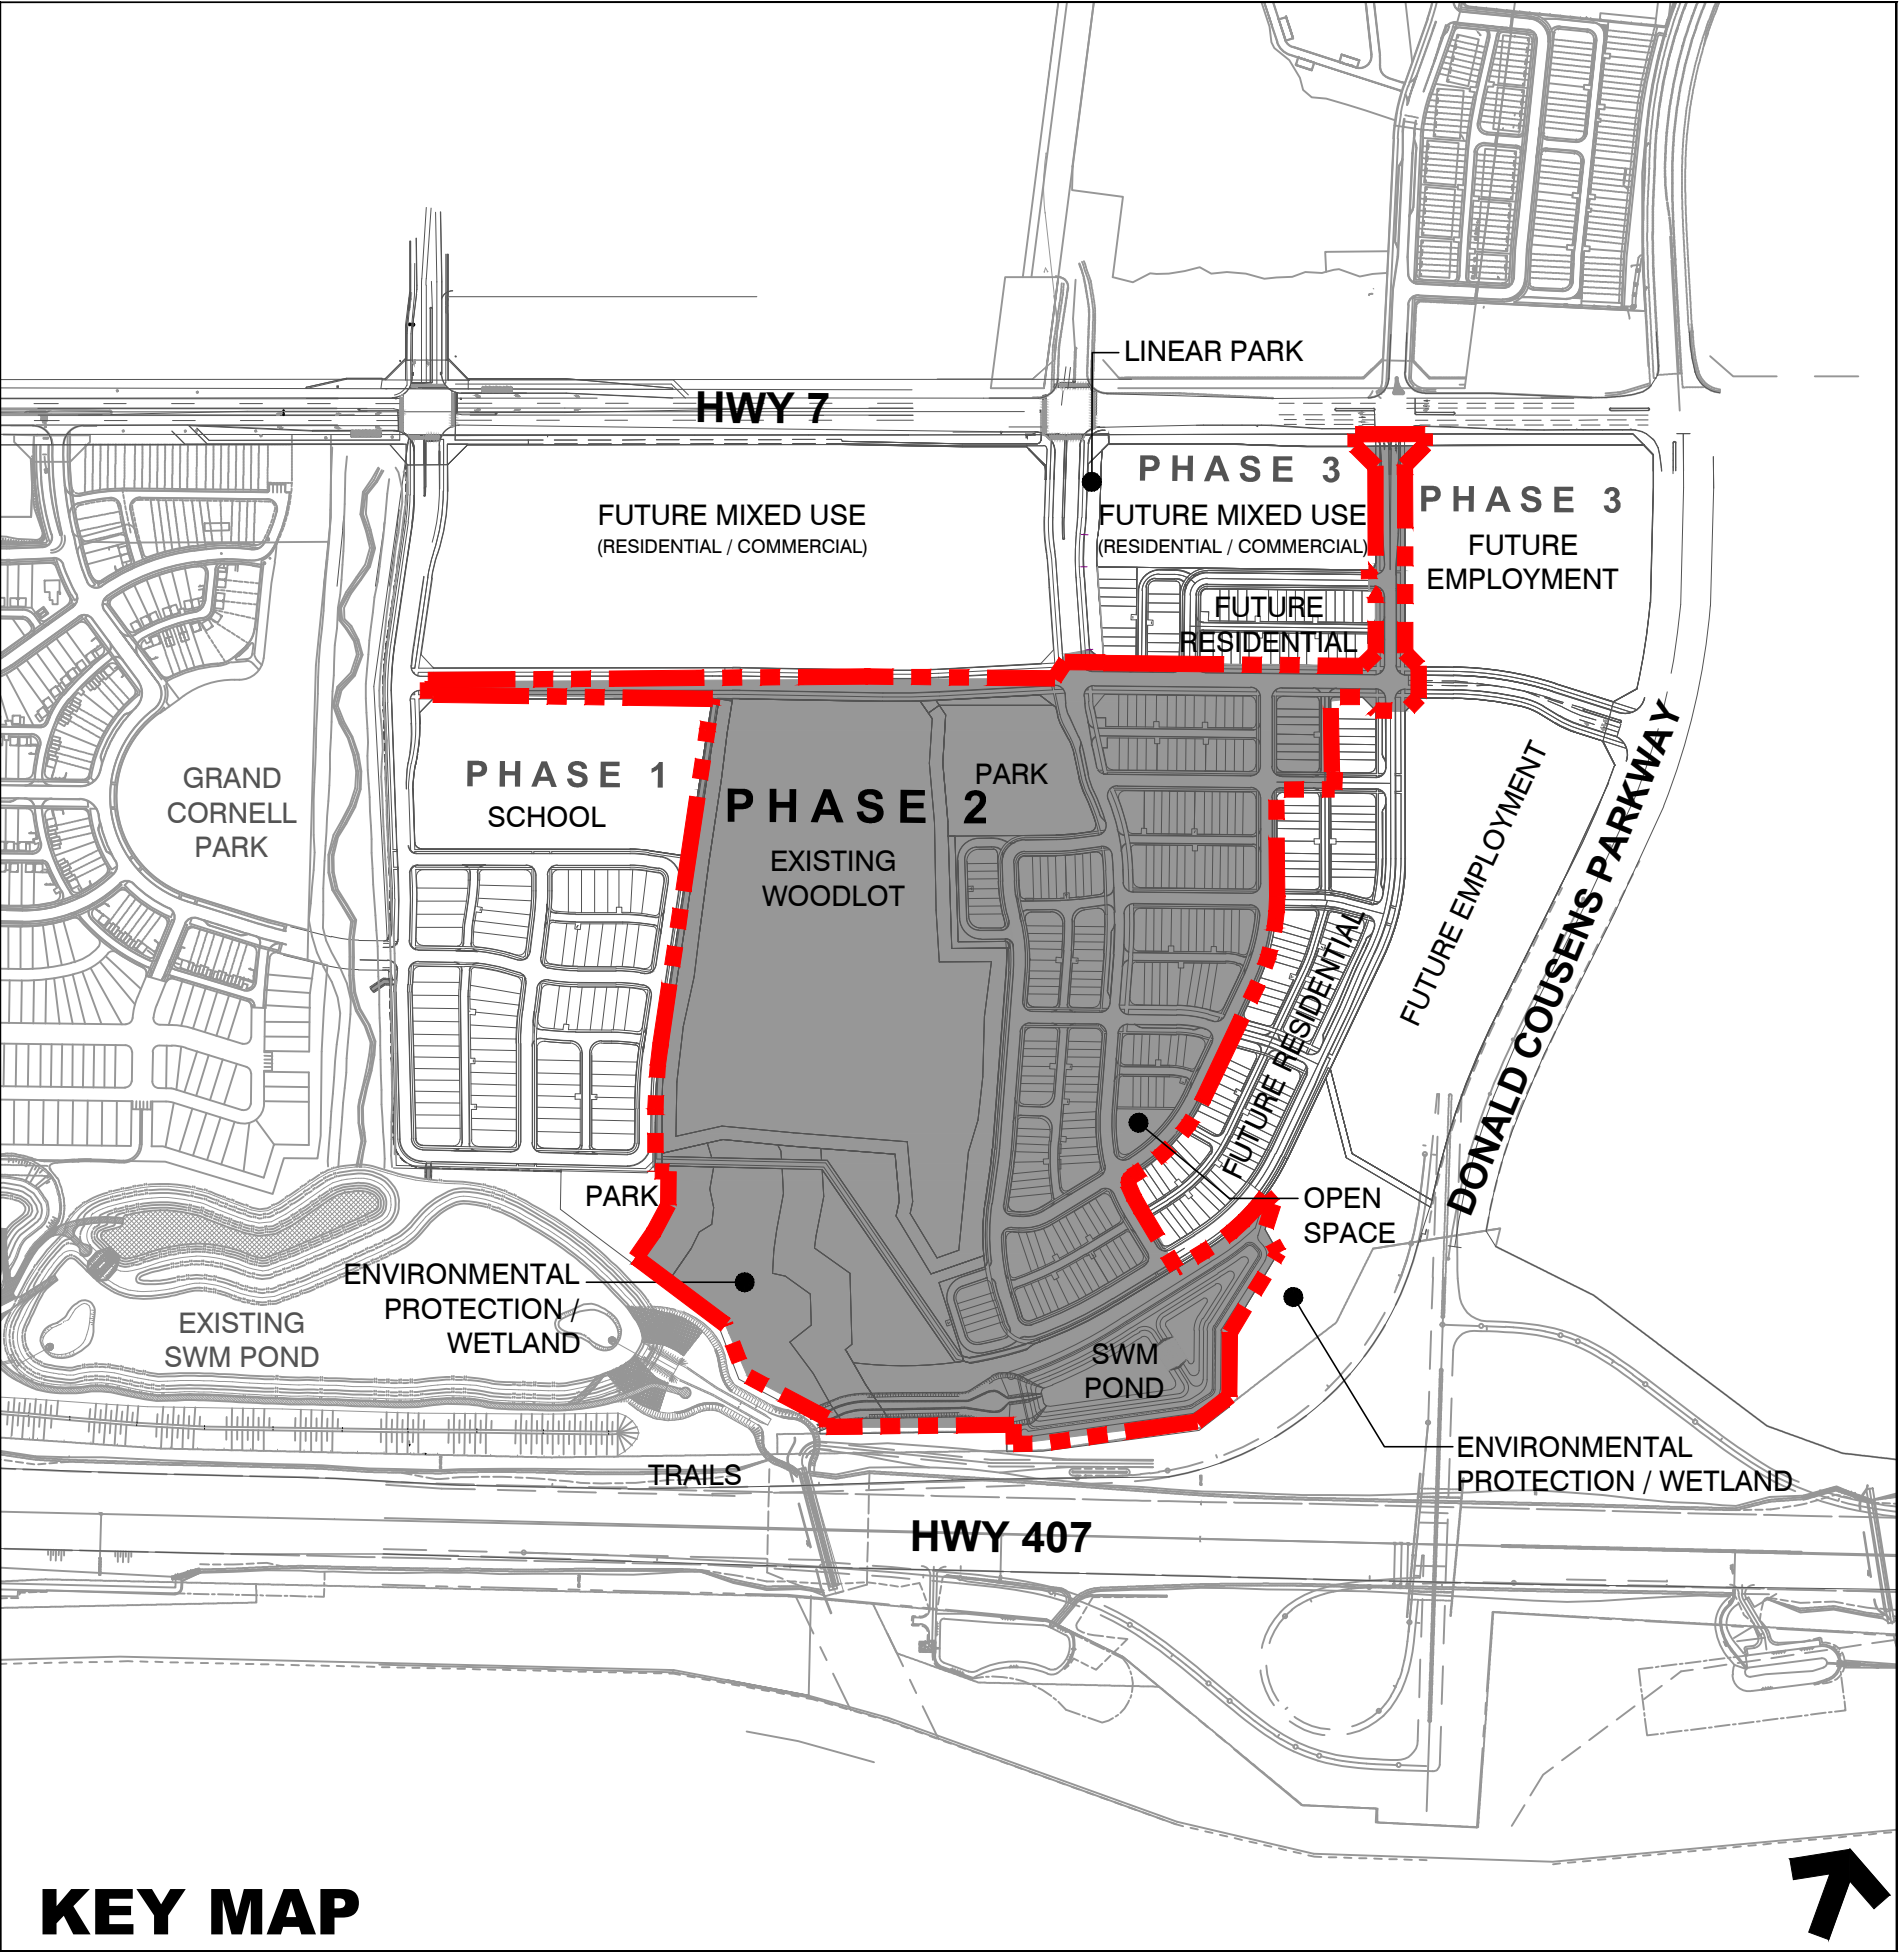 LINEAR PARK
HWY 7
PHASE 3
FUTURE MIXED USE
(RESIDENTIAL / COMMERCIAL)
FUTURE MIXED USE
(RESIDENTIAL / COMMERCIAL)
PHASE 3
FUTURE
EMPLOYMENT
FUTURE
RESIDENTIAL
GRAND
CORNELL
PARK
PHASE 1
SCHOOL
PHASE 2
PARK
EXISTING
WOODLOT
FUTURE EMPLOYMENT
DONALD COUSENS PARKWAY
FUTURE RESIDENTIAL
PARK
OPEN
SPACE
ENVIRONMENTAL
PROTECTION /
WETLAND
EXISTING
SWM POND
SWM
POND
ENVIRONMENTAL
PROTECTION / WETLAND
TRAILS
HWY 407
KEY MAP